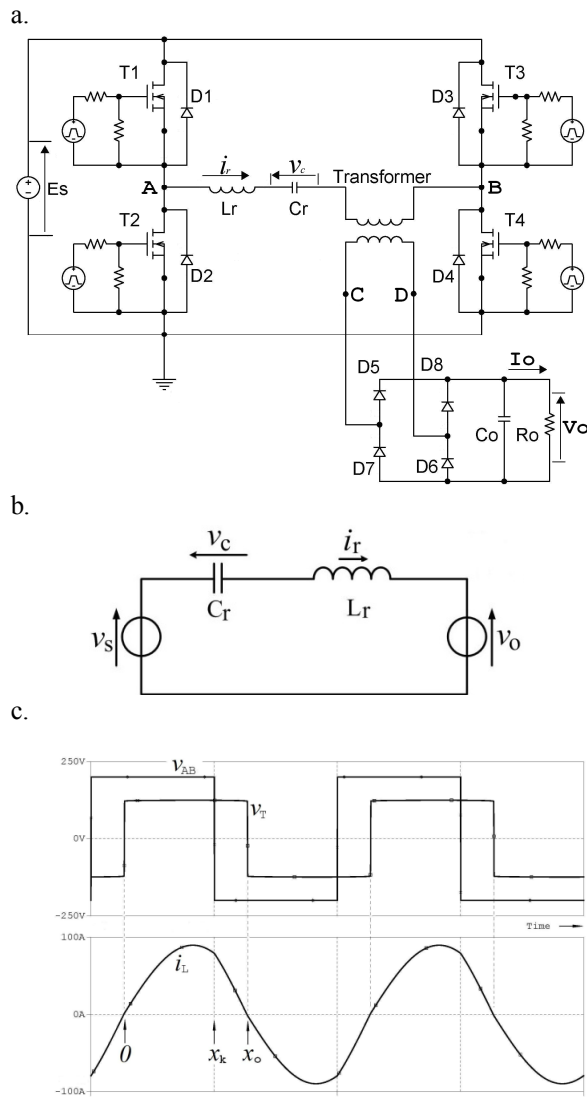 a.
T1
T3
D1
D3
A
i_r
v_c
Transformer
B
Es
Lr
Cr
T2
T4
D2
D4
C
D
Io
D5
D8
Co
Ro
Vo
D7
D6
b.
v_c
i_r
C_r
L_r
v_s
v_o
c.
250V
v_AB
v_T
0V
-250V
Time
100A
i_L
0A
0
x_k
x_o
-100A